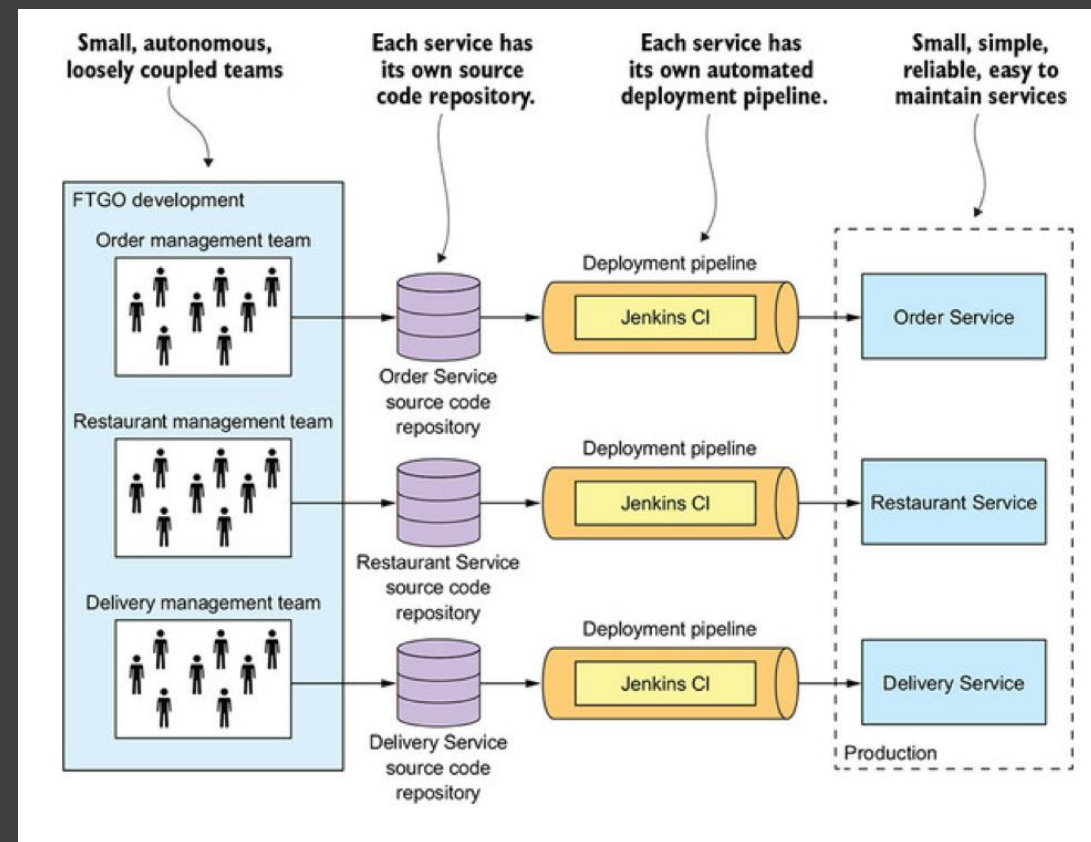 Small, autonomous,
loosely coupled teams
Each service has
its own source
code repository.
Each service has
its own automated
deployment pipeline.
Small, simple,
reliable, easy to
maintain services
FTGO development
Order management team
Deployment pipeline
Jenkins CI
Order Service
Order Service
source code
repository
Restaurant management team
Deployment pipeline
Jenkins CI
Restaurant Service
Restaurant Service
source code
repository
Delivery management team
Deployment pipeline
Jenkins CI
Delivery Service
Delivery Service
source code
repository
Production